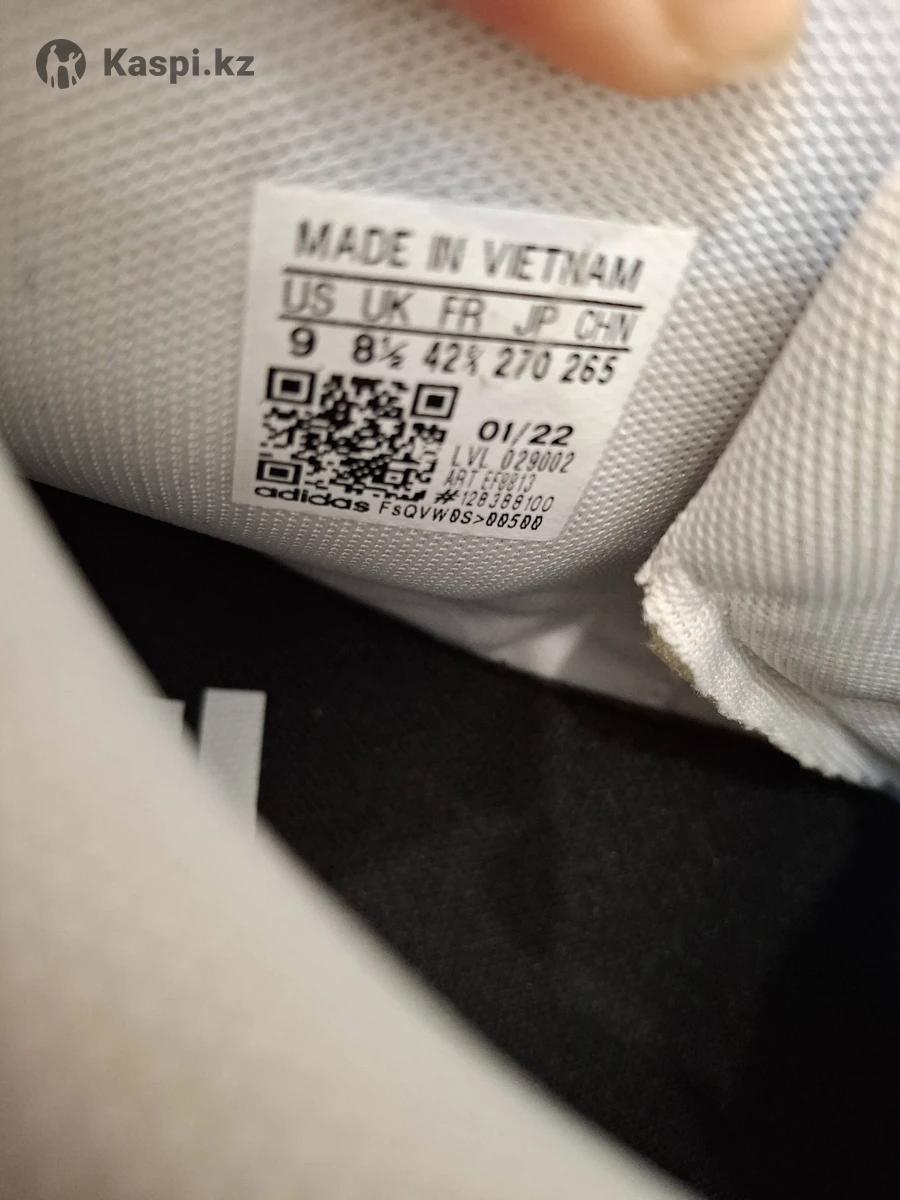 Kaspi.kz
MADE IN VIETNAM
US UK FR JP CHN
9 8½ 42⅔ 270 265
01/22
LVL 029002
ART EF8813
#128388100
adidas FsQVW0S>00500